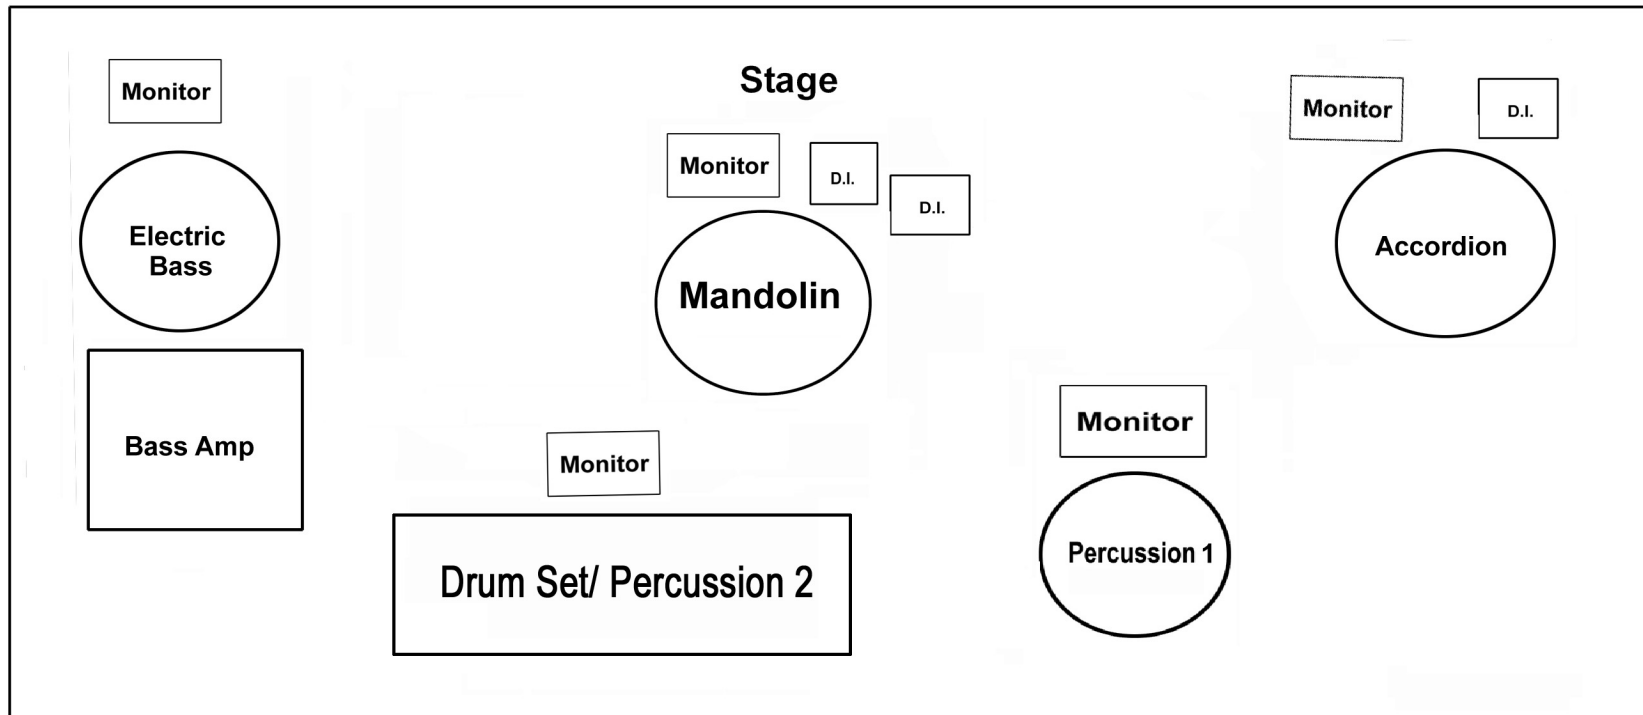 Stage
Monitor
Electric
Bass
Bass Amp
Monitor
D.I.
D.I.
Mandolin
Monitor
D.I.
Accordion
Monitor
Drum Set/ Percussion 2
Monitor
Percussion 1